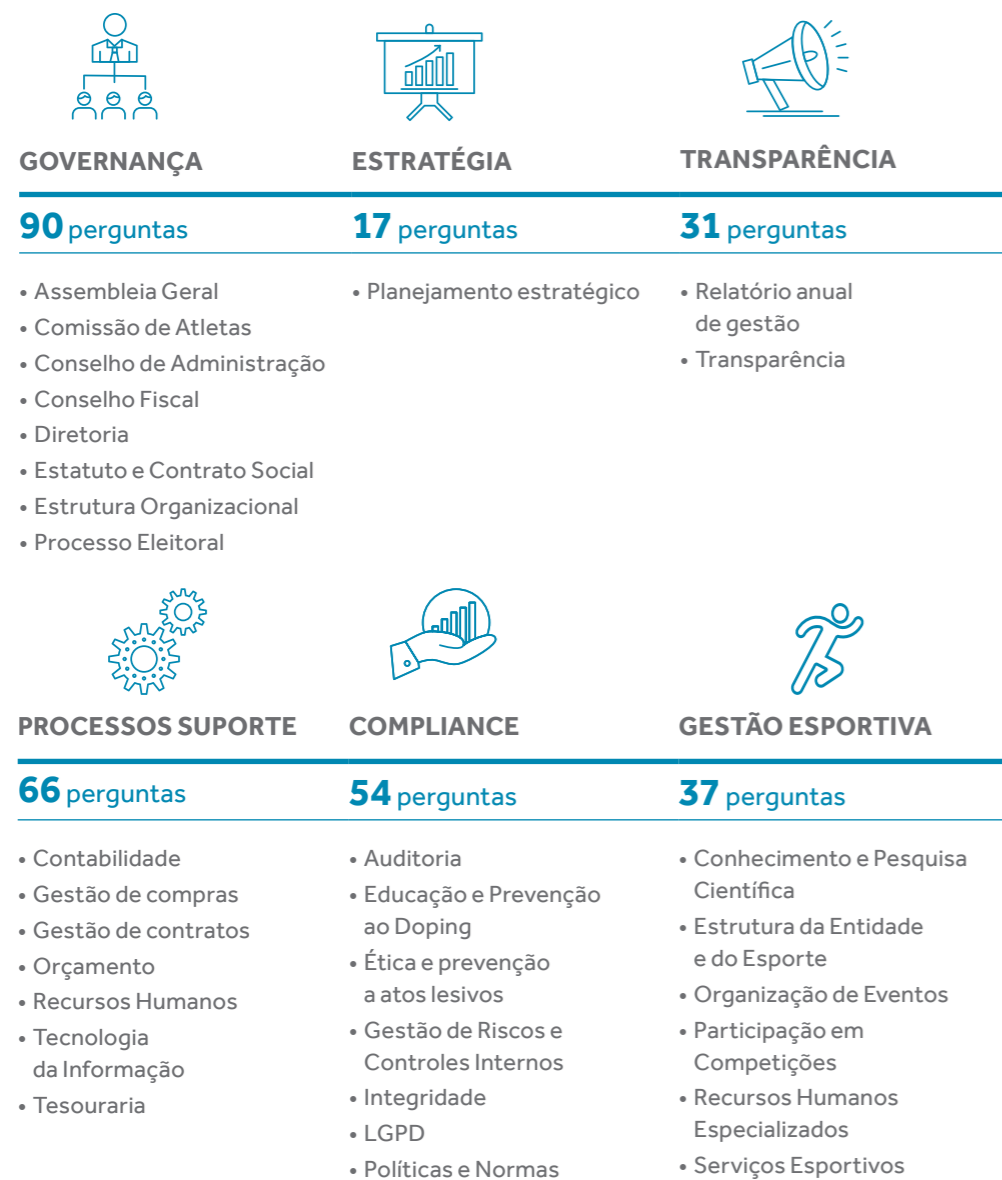 GOVERNANÇA
90 perguntas
• Assembleia Geral
• Comissão de Atletas
• Conselho de Administração
• Conselho Fiscal
• Diretoria
• Estatuto e Contrato Social
• Estrutura Organizacional
• Processo Eleitoral
ESTRATÉGIA
17 perguntas
• Planejamento estratégico
TRANSPARÊNCIA
31 perguntas
• Relatório anual
de gestão
• Transparência
PROCESSOS SUPORTE
66 perguntas
• Contabilidade
• Gestão de compras
• Gestão de contratos
• Orçamento
• Recursos Humanos
• Tecnologia
da Informação
• Tesouraria
COMPLIANCE
54 perguntas
• Auditoria
• Educação e Prevenção
ao Doping
• Ética e prevenção
a atos lesivos
• Gestão de Riscos e
Controles Internos
• Integridade
• LGPD
• Políticas e Normas
GESTÃO ESPORTIVA
37 perguntas
• Conhecimento e Pesquisa
Científica
• Estrutura da Entidade
e do Esporte
• Organização de Eventos
• Participação em
Competições
• Recursos Humanos
Especializados
• Serviços Esportivos